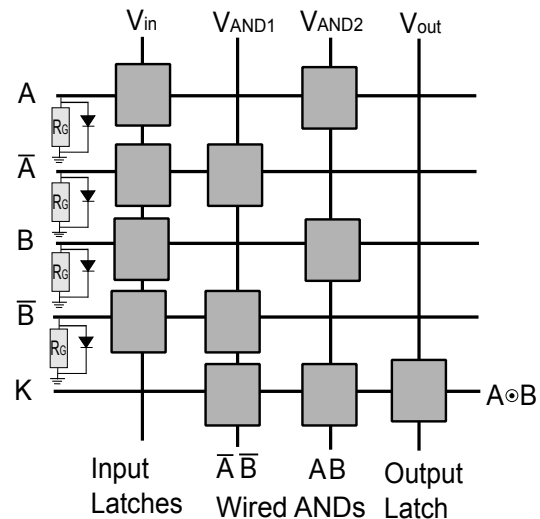 Vin VAND1 VAND2 Vout
A
RG
A̅
RG
B
RG
B̅
RG
K A⊙B
Input Latches
A̅ B̅ AB
Wired ANDs
Output Latch